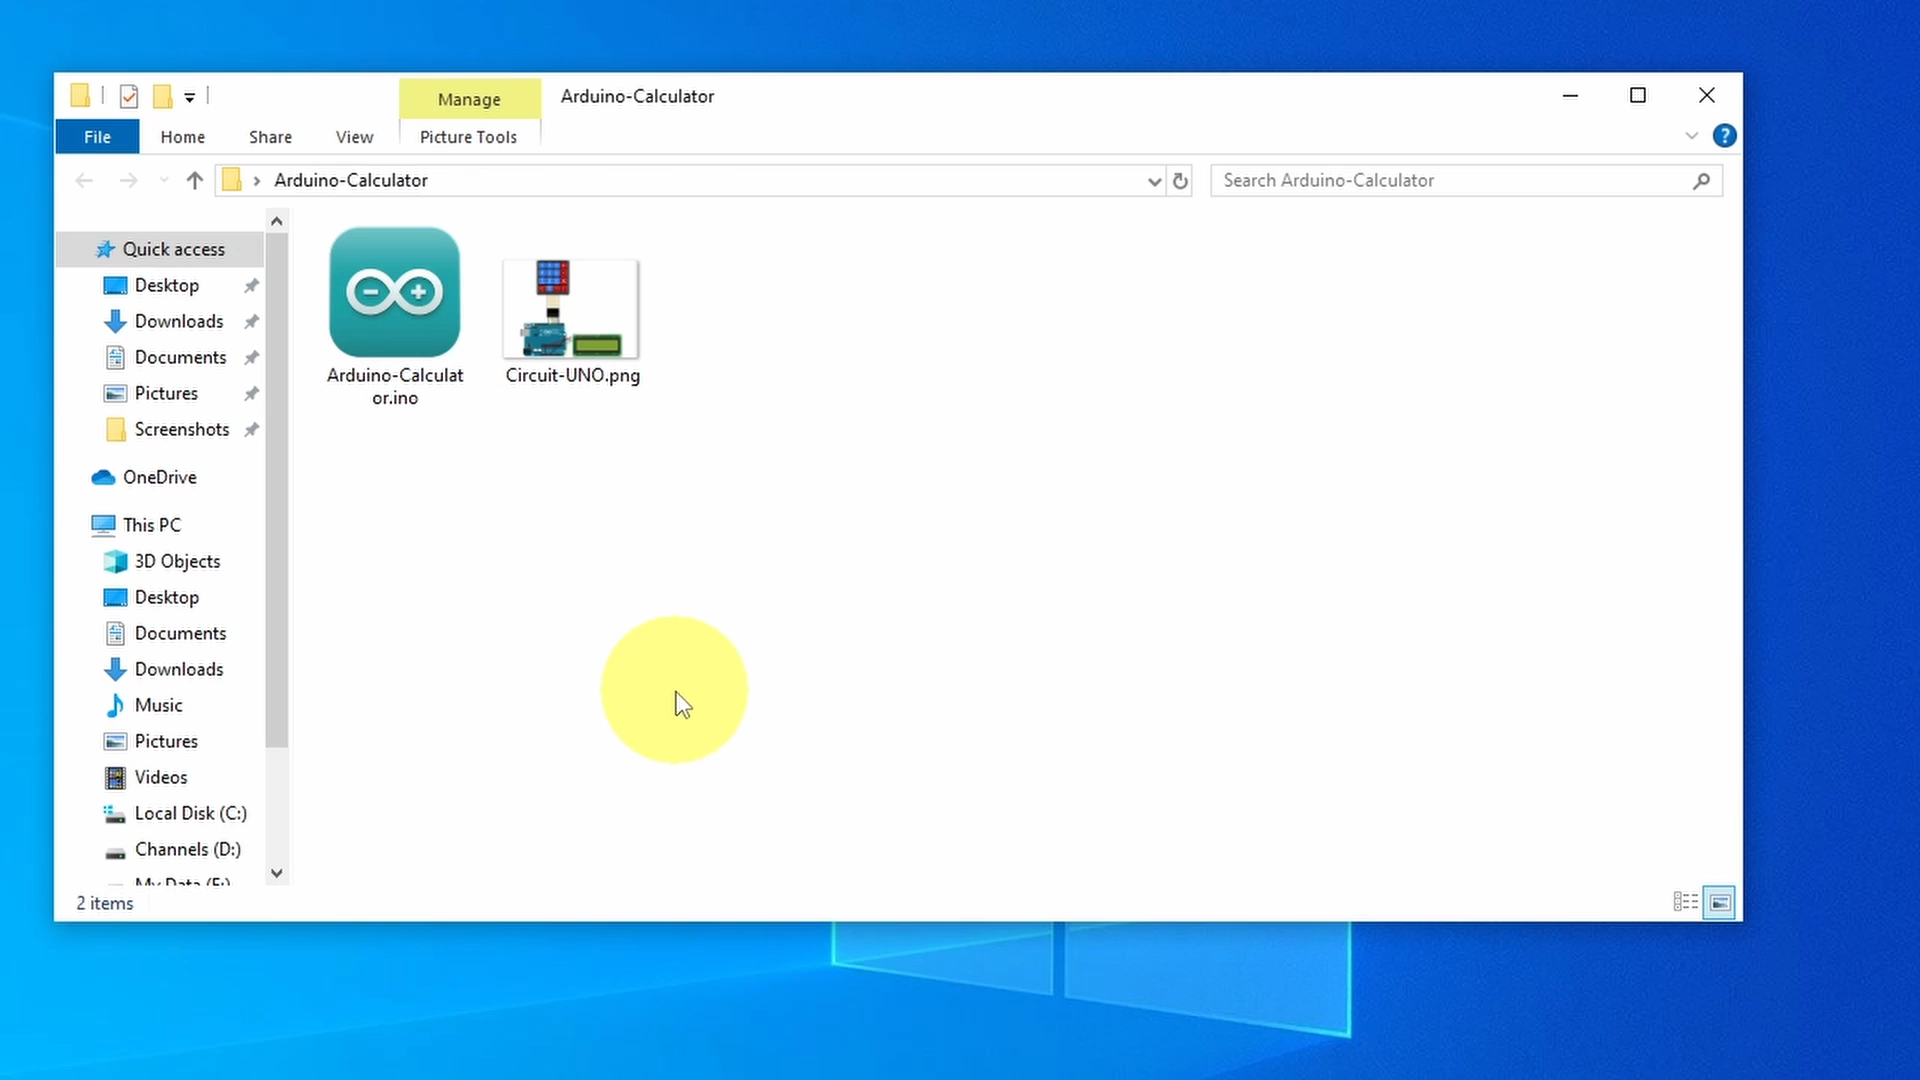 Manage
Arduino-Calculator
File
Home
Share
View
Picture Tools
?
Arduino-Calculator
Search Arduino-Calculator
Quick access
Desktop
Downloads
Documents
Pictures
Screenshots
OneDrive
This PC
3D Objects
Desktop
Documents
Downloads
Music
Pictures
Videos
Local Disk (C:)
Channels (D:)
Arduino-Calculat
or.ino
Circuit-UNO.png
2 items